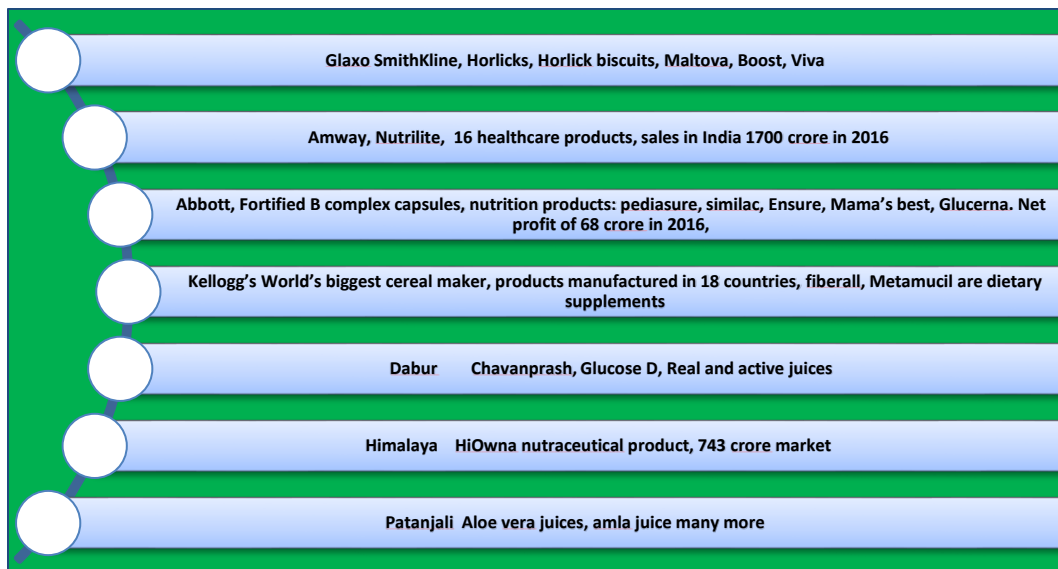 Glaxo SmithKline, Horlicks, Horlick biscuits, Maltova, Boost, Viva
Amway, Nutrilite,  16 healthcare products, sales in India 1700 crore in 2016
Abbott, Fortified B complex capsules, nutrition products: pediasure, similac, Ensure, Mama’s best, Glucerna. Net
profit of 68 crore in 2016,
Kellogg’s World’s biggest cereal maker, products manufactured in 18 countries, fiberall, Metamucil are dietary
supplements
Dabur      Chavanprash, Glucose D, Real and active juices
Himalaya   HiOwna nutraceutical product, 743 crore market
Patanjali  Aloe vera juices, amla juice many more